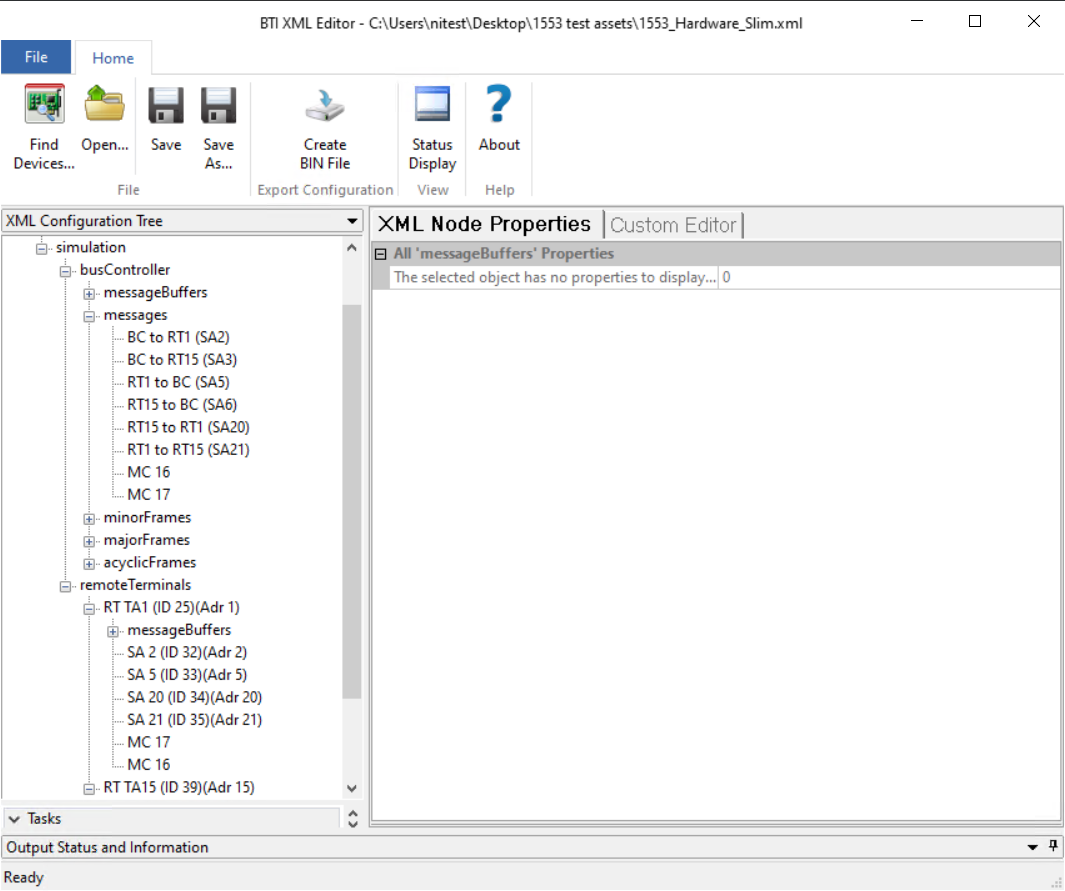 BTI XML Editor - C:\Users\nitest\Desktop\1553 test assets\1553_Hardware_Slim.xml
File
Home
Find
Devices...
Open...
Save
Save
As...
Create
BIN File
Status
Display
About
File
Export Configuration
View
Help
XML Configuration Tree
simulation
busController
messageBuffers
messages
BC to RT1 (SA2)
BC to RT15 (SA3)
RT1 to BC (SA5)
RT15 to BC (SA6)
RT15 to RT1 (SA20)
RT1 to RT15 (SA21)
MC 16
MC 17
minorFrames
majorFrames
acyclicFrames
remoteTerminals
RT TA1 (ID 25)(Adr 1)
messageBuffers
SA 2 (ID 32)(Adr 2)
SA 5 (ID 33)(Adr 5)
SA 20 (ID 34)(Adr 20)
SA 21 (ID 35)(Adr 21)
MC 17
MC 16
RT TA15 (ID 39)(Adr 15)
Tasks
XML Node Properties
Custom Editor
All 'messageBuffers' Properties
The selected object has no properties to display... 0
Output Status and Information
Ready